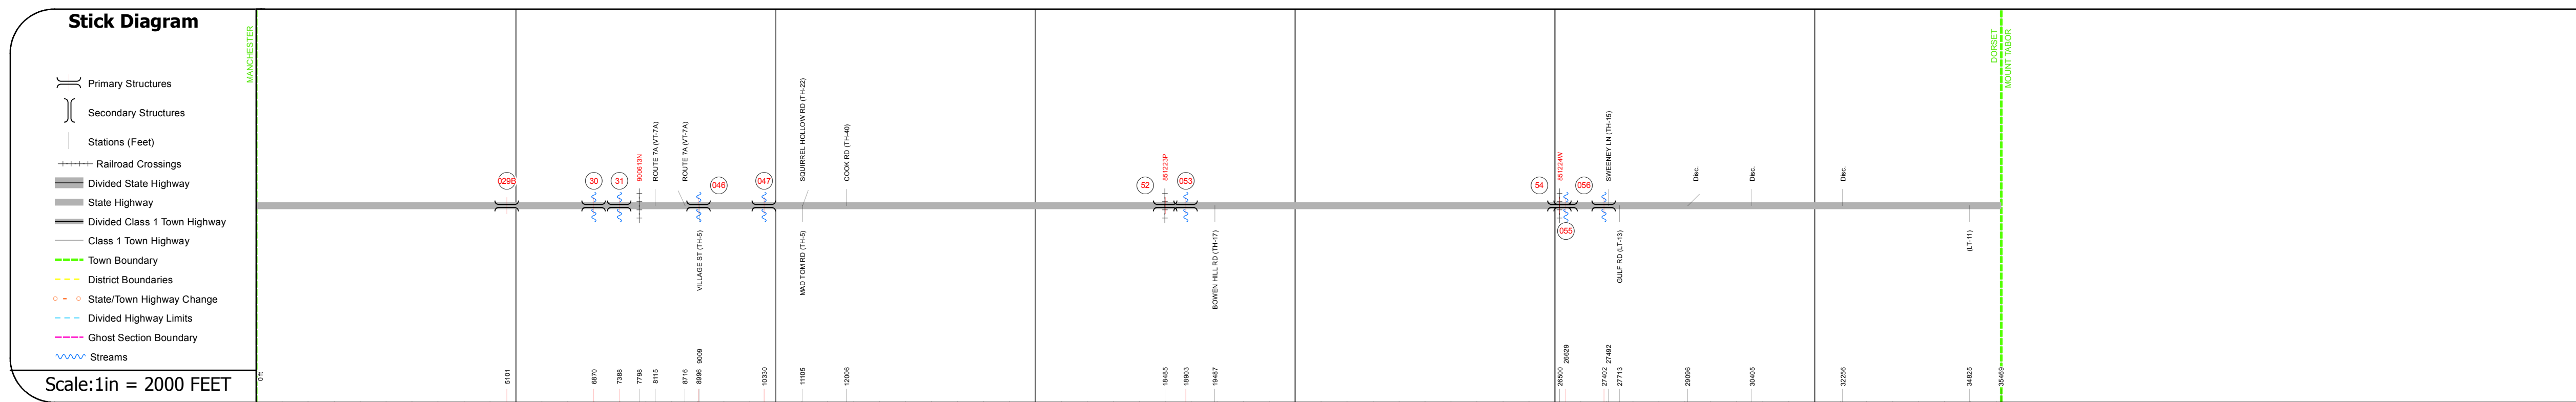 Stick Diagram
Primary Structures
Secondary Structures
Stations (Feet)
Railroad Crossings
Divided State Highway
State Highway
Divided Class 1 Town Highway
Class 1 Town Highway
Town Boundary
District Boundaries
State/Town Highway Change
Divided Highway Limits
Ghost Section Boundary
Streams
Scale:1in = 2000 FEET
MANCHESTER
DORSET
MOUNT TABOR
029B
30
31
900613N
ROUTE 7A (VT-7A)
ROUTE 7A (VT-7A)
046
VILLAGE ST (TH-5)
047
SQUIRREL HOLLOW RD (TH-22)
MAD TOM RD (TH-5)
COOK RD (TH-40)
52
851223P
053
BOWEN HILL RD (TH-17)
54
851224W
055
056
SWEENEY LN (TH-15)
GULF RD (LT-13)
Disc.
Disc.
Disc.
(LT-11)
0 ft
5101
6870
7388
7798
8115
8716
8996
9009
10330
11105
12006
18485
18903
19487
26500
26629
27402
27492
27713
29096
30405
32256
34825
35469